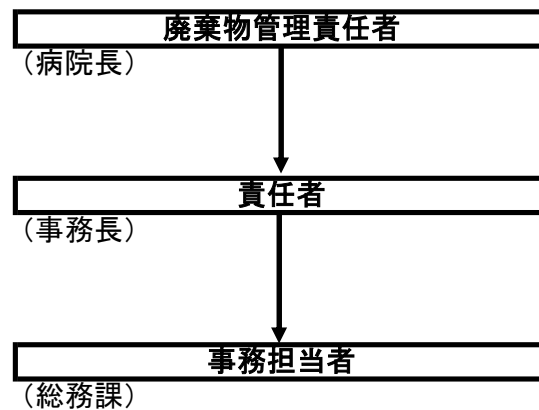 廃棄物管理責任者
（病院長）
責任者
（事務長）
事務担当者
（総務課）